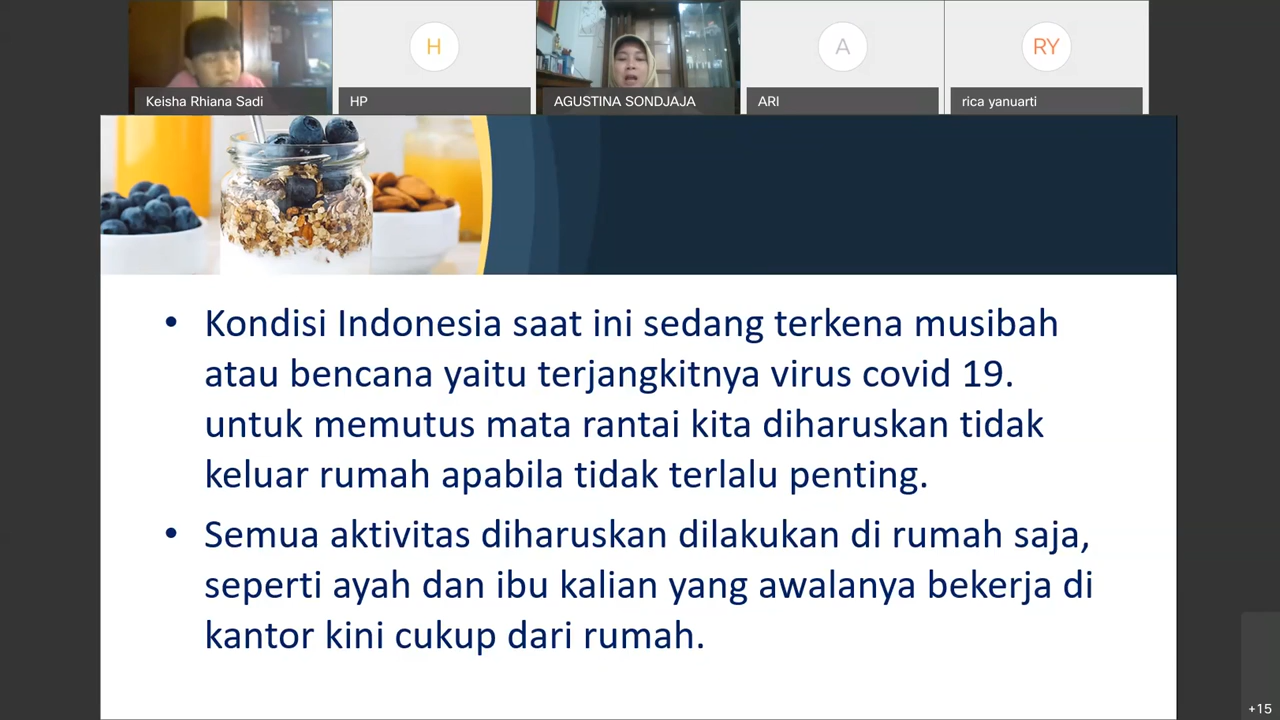 H
A
RY
Keisha Rhiana Sadi
HP
AGUSTINA SONDJAJA
ARI
rica yanuarti
• Kondisi Indonesia saat ini sedang terkena musibah
atau bencana yaitu terjangkitnya virus covid 19.
untuk memutus mata rantai kita diharuskan tidak
keluar rumah apabila tidak terlalu penting.
• Semua aktivitas diharuskan dilakukan di rumah saja,
seperti ayah dan ibu kalian yang awalanya bekerja di
kantor kini cukup dari rumah.
+15